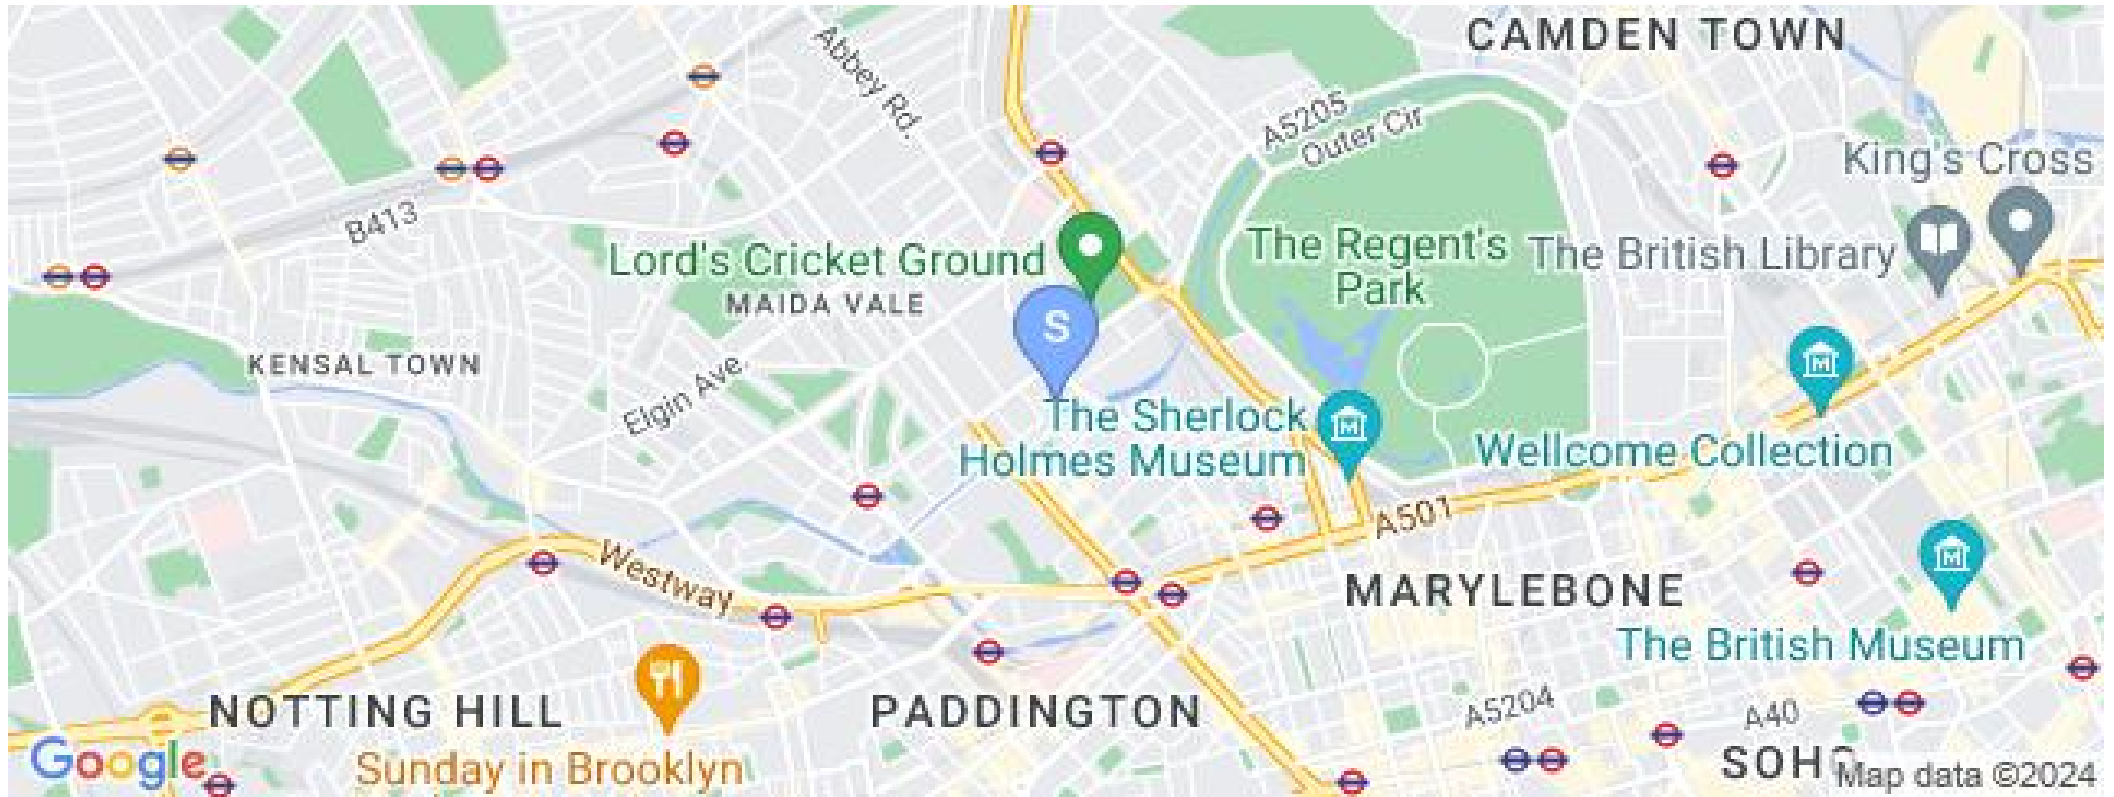 CAMDEN TOWN
Abbey Rd.
A5205
Outer Cir
King's Cross
B413
Lord's Cricket Ground
The Regent's
Park
The British Library
MAIDA VALE
S
KENSAL TOWN
Elgin Ave.
The Sherlock
Holmes Museum
Wellcome Collection
A501
Westway
MARYLEBONE
The British Museum
NOTTING HILL
PADDINGTON
A5204
A40
Google
Sunday in Brooklyn
SOHO
Map data ©2024